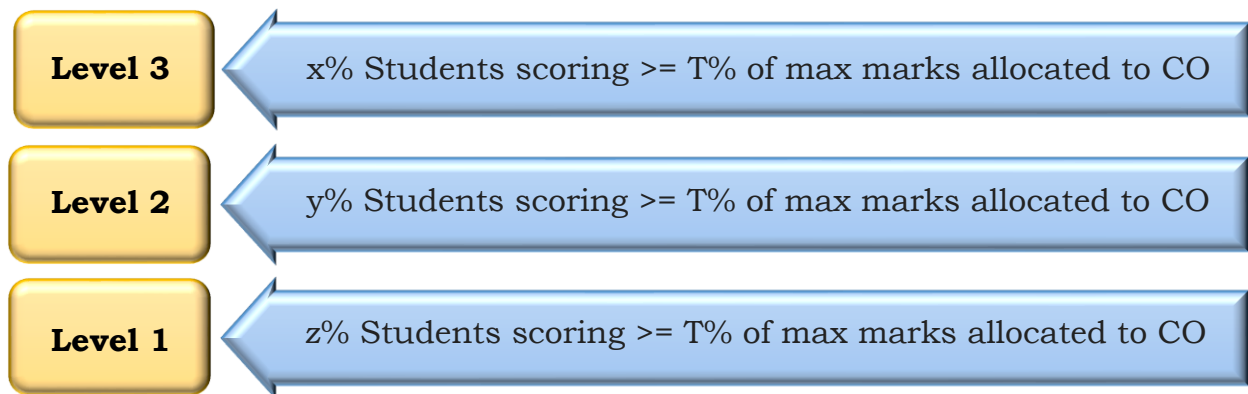 Level 3
x% Students scoring >= T% of max marks allocated to CO
Level 2
y% Students scoring >= T% of max marks allocated to CO
Level 1
z% Students scoring >= T% of max marks allocated to CO